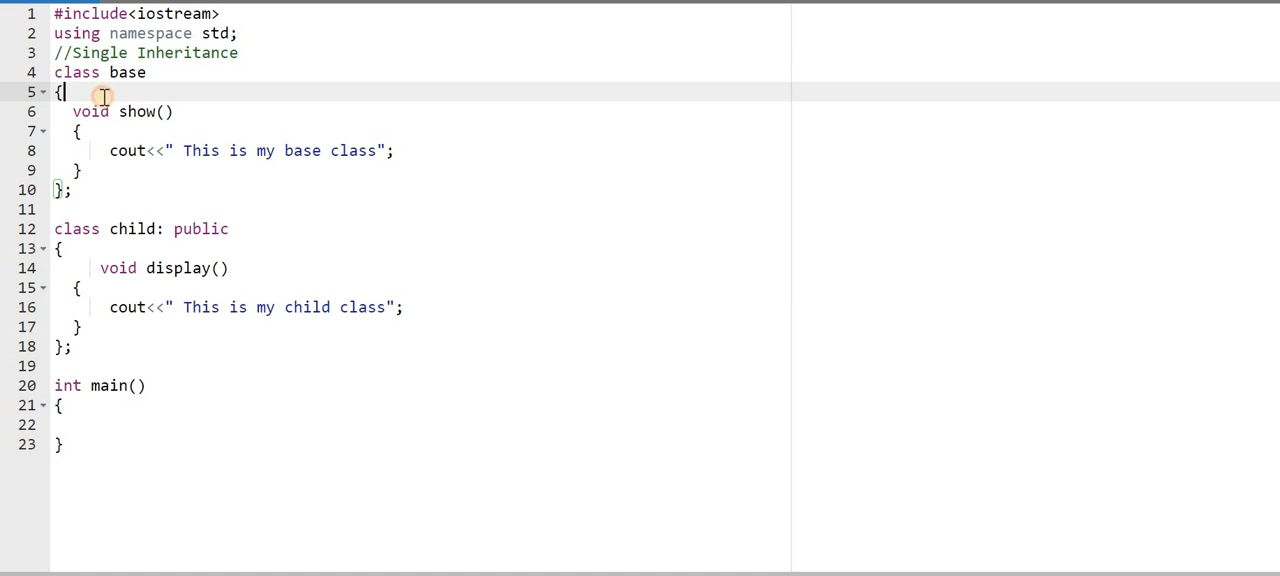 1 #include<iostream>
2 using namespace std;
3 //Single Inheritance
4 class base
5 {
6 void show()
7 {
8 cout<<" This is my base class";
9 }
10 };
11
12 class child: public
13 {
14 void display()
15 {
16 cout<<" This is my child class";
17 }
18 };
19
20 int main()
21 {
22
23 }